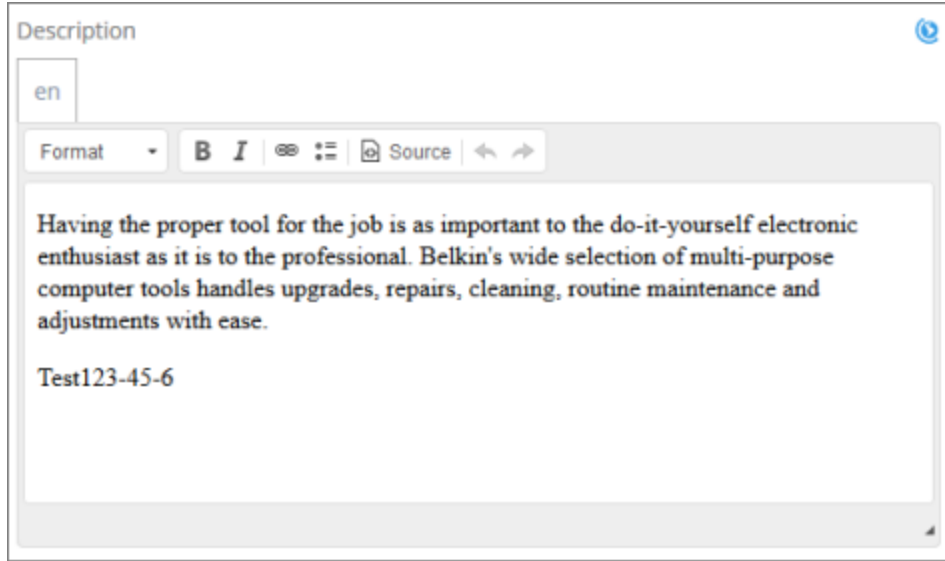 Description
en
Format
B I Source
Having the proper tool for the job is as important to the do-it-yourself electronic
enthusiast as it is to the professional. Belkin's wide selection of multi-purpose
computer tools handles upgrades, repairs, cleaning, routine maintenance and
adjustments with ease.
Test123-45-6